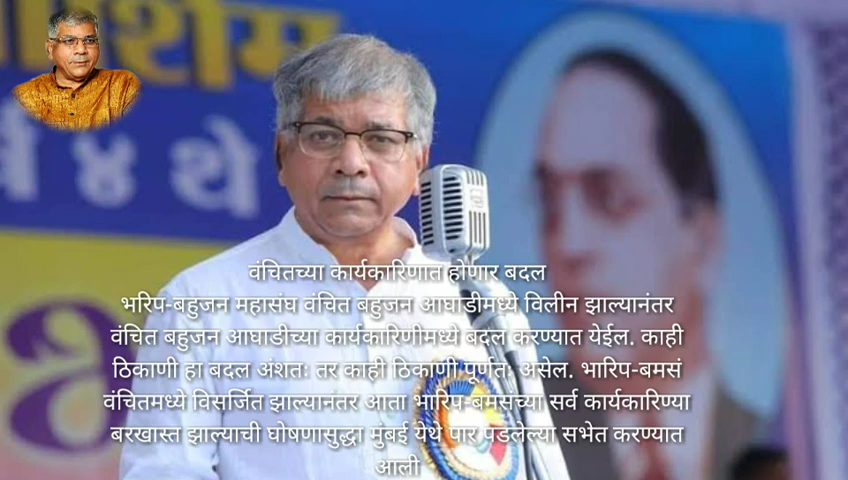 र्ष ४ थे
वंचितच्या कार्यकारिणात होणार बदल
भरिप-बहुजन महासंघ वंचित बहुजन आघाडीमध्ये विलीन झाल्यानंतर
वंचित बहुजन आघाडीच्या कार्यकारिणीमध्ये बदल करण्यात येईल. काही
ठिकाणी हा बदल अंशतः तर काही ठिकाणी पूर्णतः असेल. भारिप-बमसं
वंचितमध्ये विसर्जित झाल्यानंतर आता भारिप-बमसंच्या सर्व कार्यकारिण्या
बरखास्त झाल्याची घोषणासुद्धा मुंबई येथे पार पडलेल्या सभेत करण्यात
आली